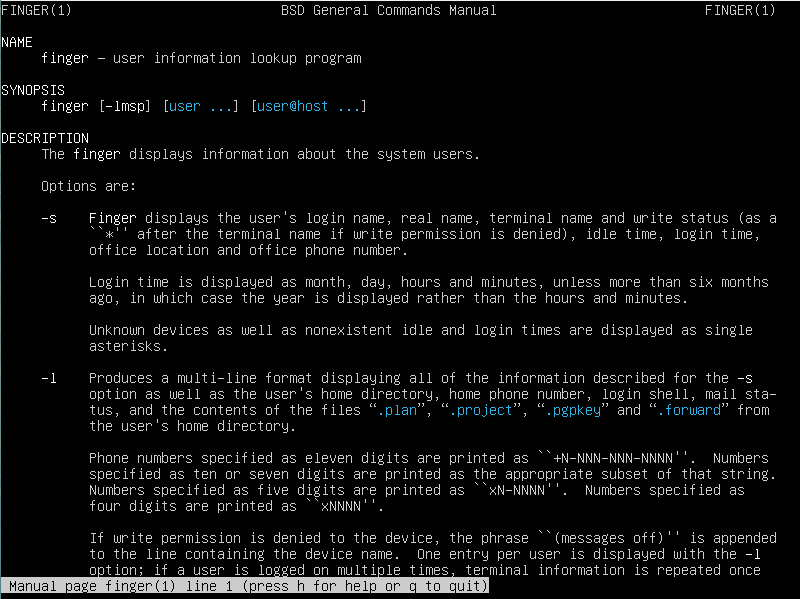 FINGER(1)                          BSD General Commands Manual                          FINGER(1)
NAME
finger – user information lookup program
SYNOPSIS
finger [-lmsp] [user ...] [user@host ...]
DESCRIPTION
The finger displays information about the system users.
Options are:
-s    Finger displays the user's login name, real name, terminal name and write status (as a
``*'' after the terminal name if write permission is denied), idle time, login time,
office location and office phone number.
Login time is displayed as month, day, hours and minutes, unless more than six months
ago, in which case the year is displayed rather than the hours and minutes.
Unknown devices as well as nonexistent idle and login times are displayed as single
asterisks.
-l    Produces a multi-line format displaying all of the information described for the -s
option as well as the user's home directory, home phone number, login shell, mail sta-
tus, and the contents of the files “.plan”, “.project”, “.pgpkey” and “.forward” from
the user's home directory.
Phone numbers specified as eleven digits are printed as ``+N-NNN-NNN-NNNN''.  Numbers
specified as ten or seven digits are printed as the appropriate subset of that string.
Numbers specified as five digits are printed as ``xN-NNNN''.  Numbers specified as
four digits are printed as ``xNNNN''.
If write permission is denied to the device, the phrase ``(messages off)'' is appended
to the line containing the device name.  One entry per user is displayed with the -l
option; if a user is logged on multiple times, terminal information is repeated once
Manual page finger(1) line 1 (press h for help or q to quit)